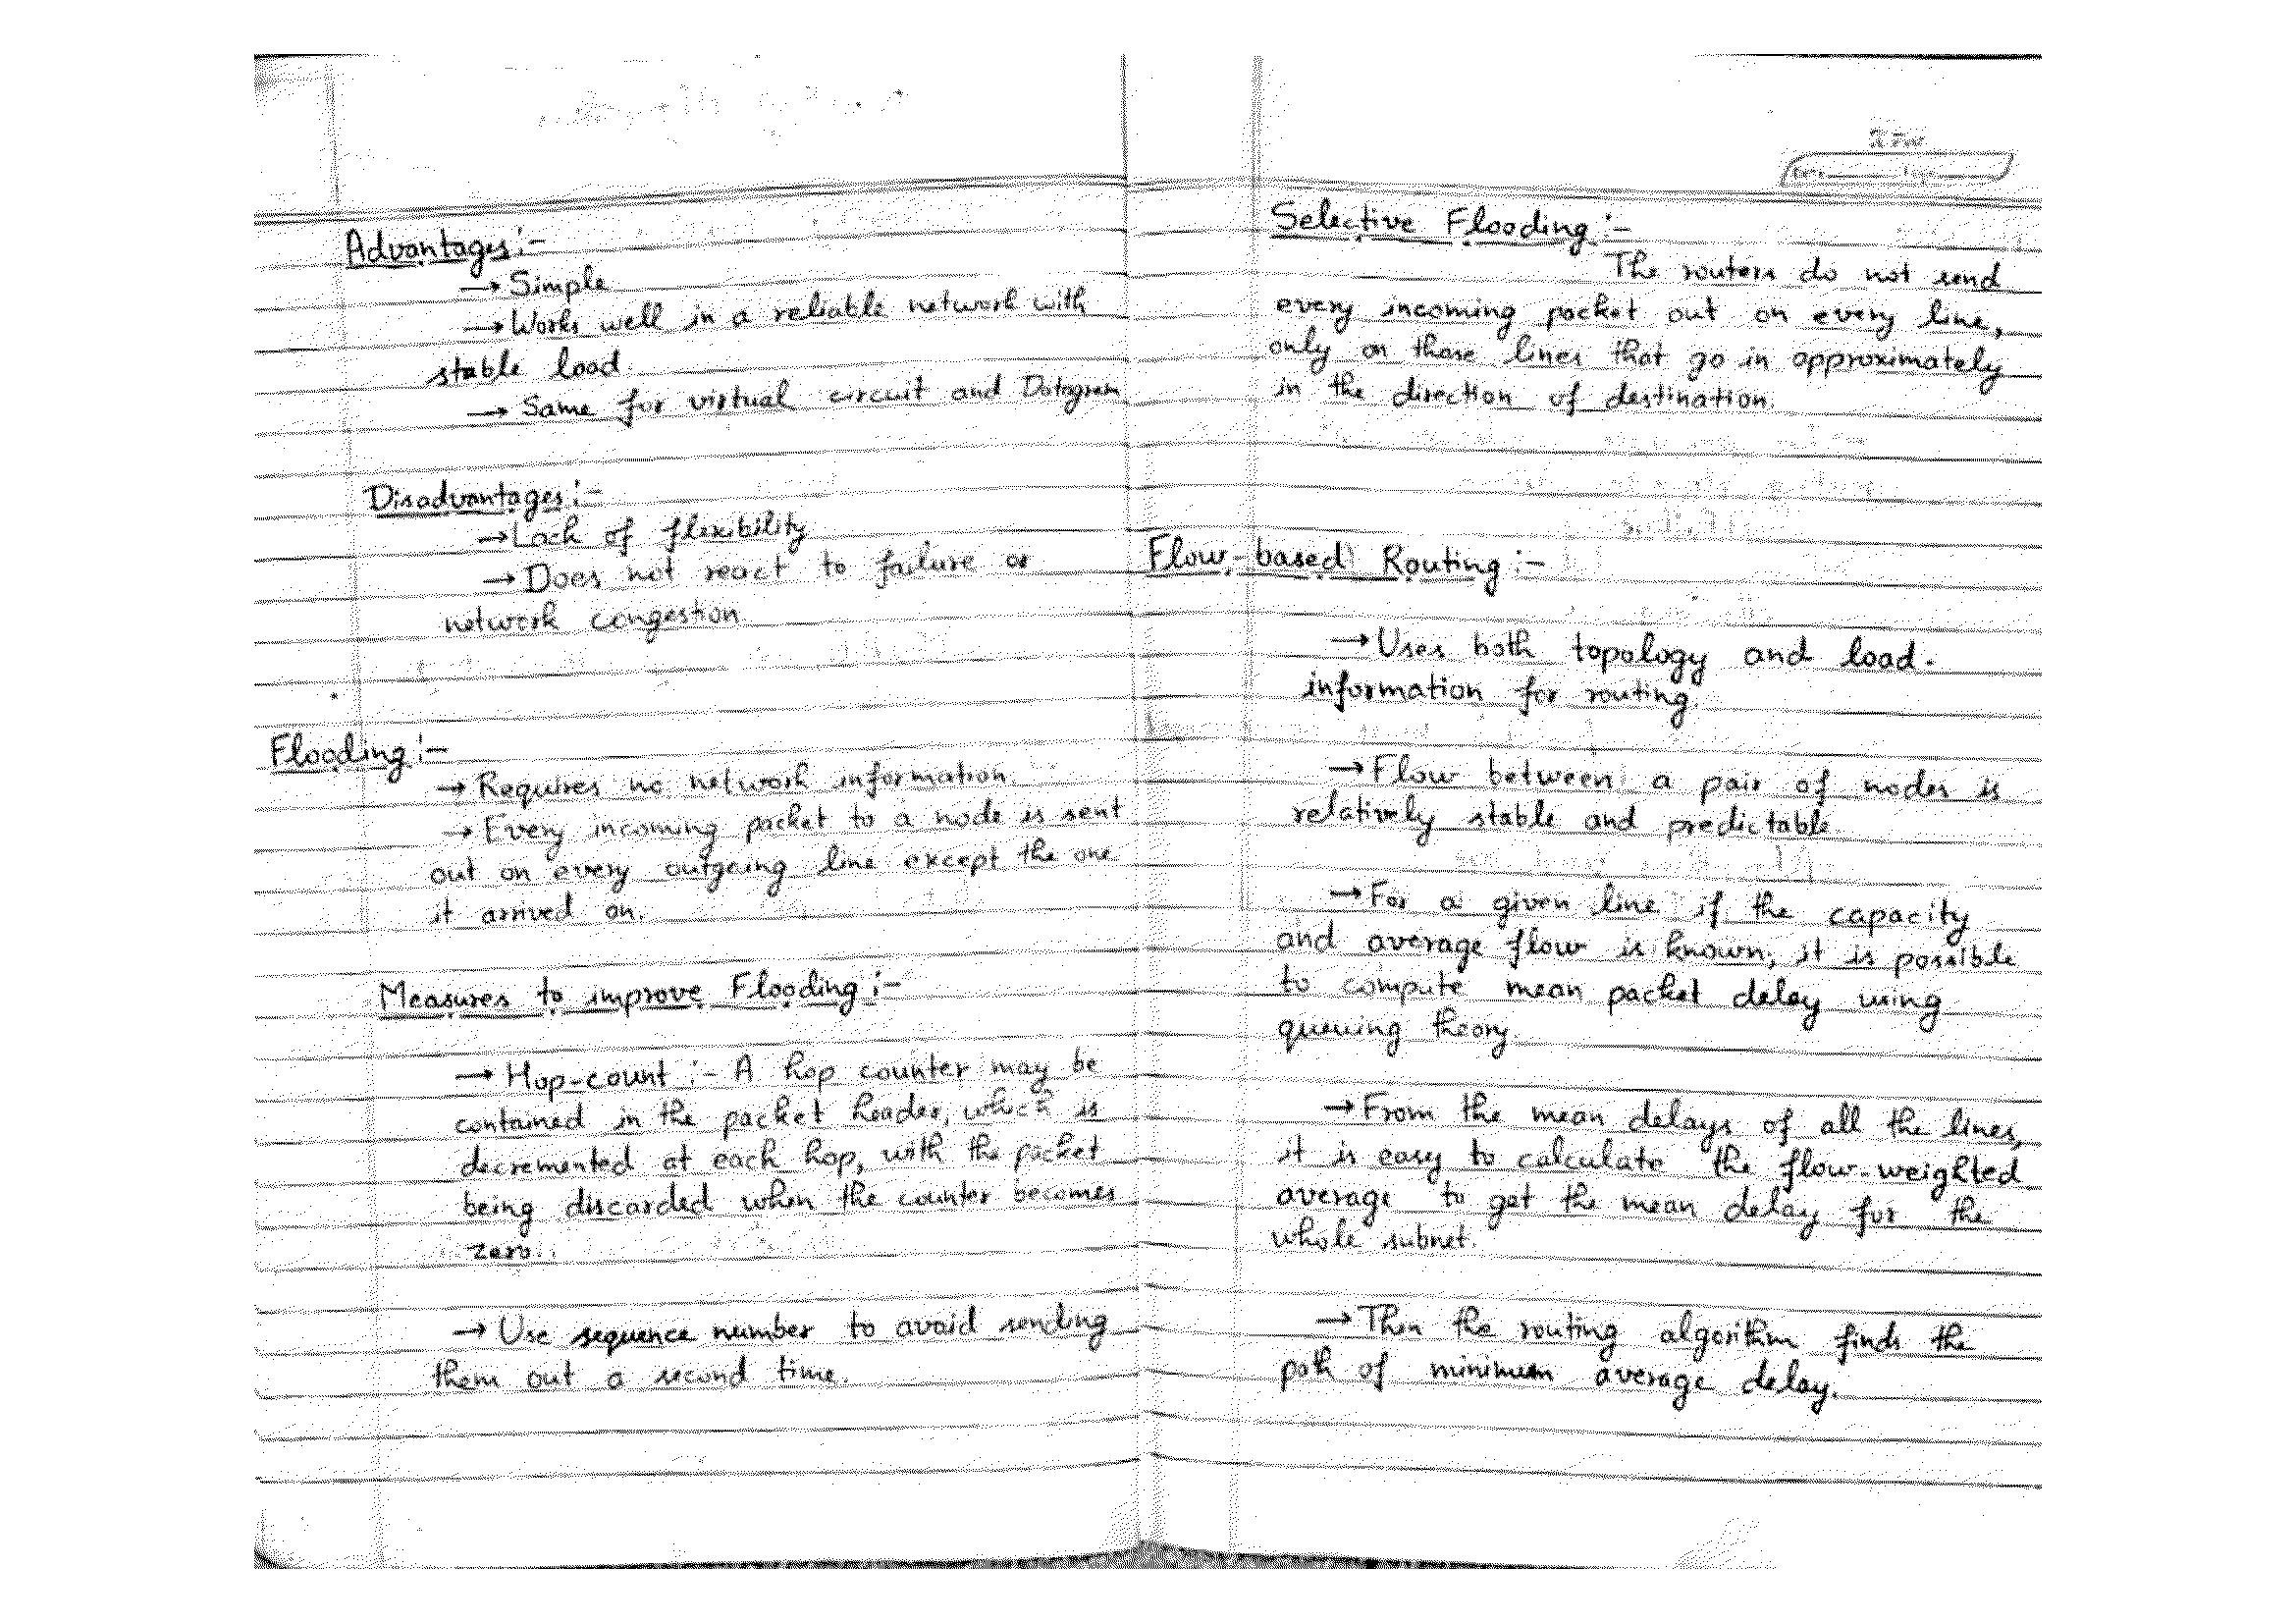 Advantages :-
→ Simple
→ Works well in a reliable network with
stable load.
→ Same for virtual circuit and Datagram
Disadvantages :-
→ Lack of flexibility
→ Does not react to failure or
network congestion.
Flooding :-
→ Requires no network information.
→ Every incoming packet to a node is sent
out on every outgoing line except the one
it arrived on.
Measures to improve Flooding :-
→ Hop-count :- A hop counter may be
contained in the packet header, which is
decremented at each hop, with the packet
being discarded when the counter becomes
zero.
→ Use sequence number to avoid sending
them out a second time.
Selective Flooding :-
The routers do not send
every incoming packet out on every line,
only on those lines that go in approximately
in the direction of destination.
Flow-based Routing :-
→ Uses both topology and load.
information for routing.
→ Flow between a pair of nodes is
relatively stable and predictable.
→ For a given line if the capacity
and average flow is known, it is possible
to compute mean packet delay using
queuing theory.
→ From the mean delays of all the lines,
it is easy to calculate the flow-weighted
average to get the mean delay for the
whole subnet.
→ Then the routing algorithm finds the
path of minimum average delay.